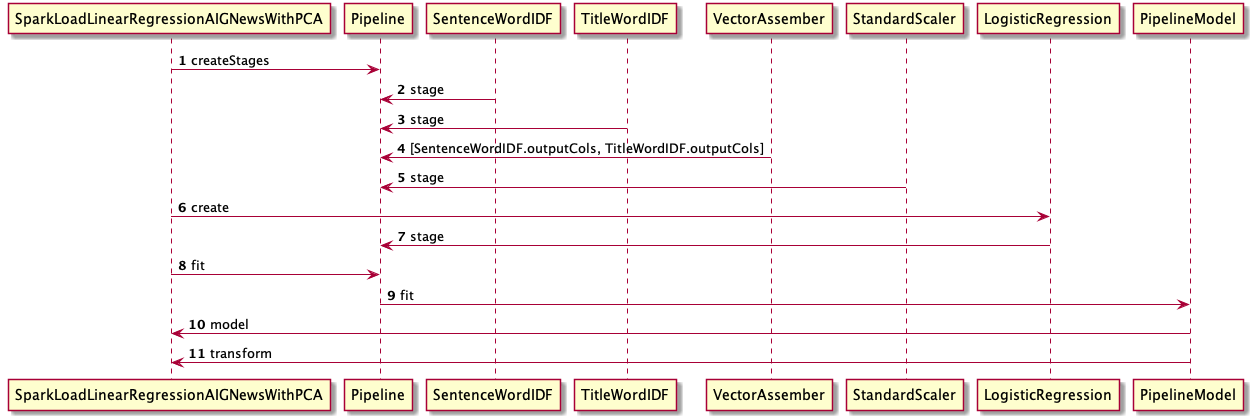 SparkLoadLinearRegressionAIGNewsWithPCA Pipeline SentenceWordIDF TitleWordIDF VectorAssember StandardScaler LogisticRegression PipelineModel
1 createStages
2 stage
3 stage
4 [SentenceWordIDF.outputCols, TitleWordIDF.outputCols]
5 stage
6 create
7 stage
8 fit
9 fit
10 model
11 transform
SparkLoadLinearRegressionAIGNewsWithPCA Pipeline SentenceWordIDF TitleWordIDF VectorAssember StandardScaler LogisticRegression PipelineModel